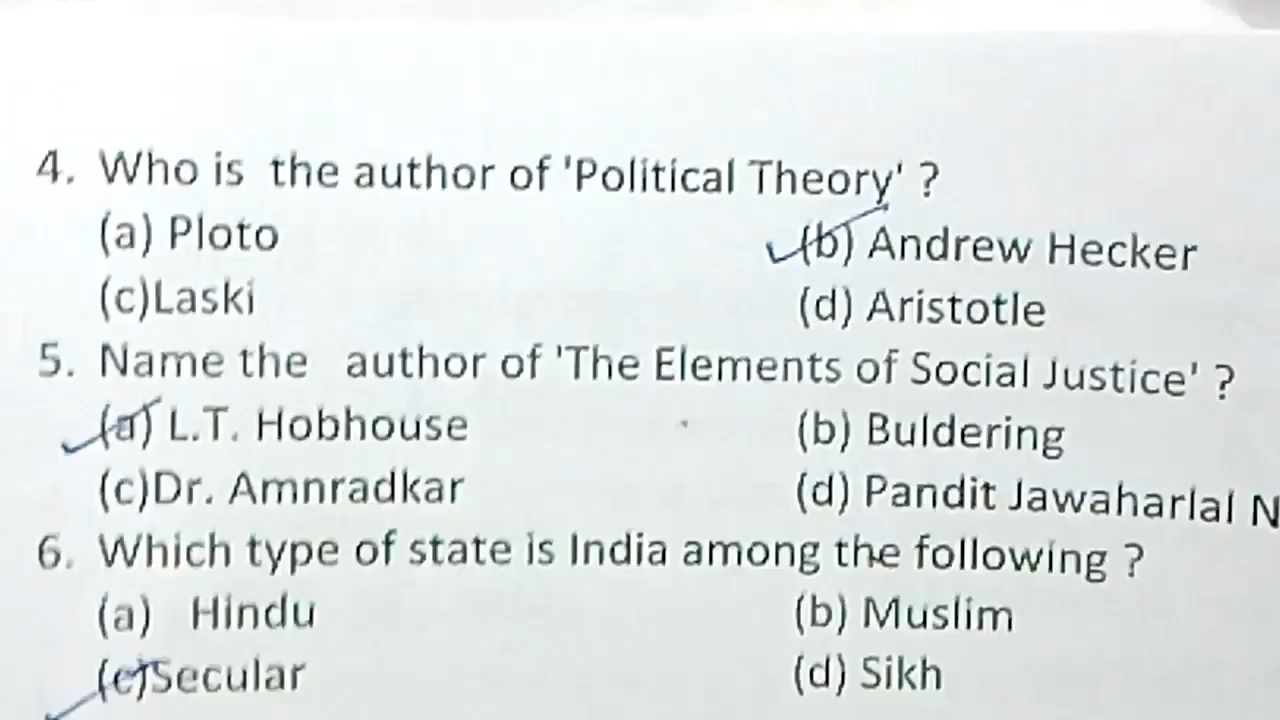 4. Who is the author of 'Political Theory' ?
(a) Ploto (b) Andrew Hecker
(c)Laski (d) Aristotle
5. Name the author of 'The Elements of Social Justice' ?
(a) L.T. Hobhouse (b) Buldering
(c)Dr. Amnradkar (d) Pandit Jawaharlal N
6. Which type of state is India among the following ?
(a) Hindu (b) Muslim
(c)Secular (d) Sikh